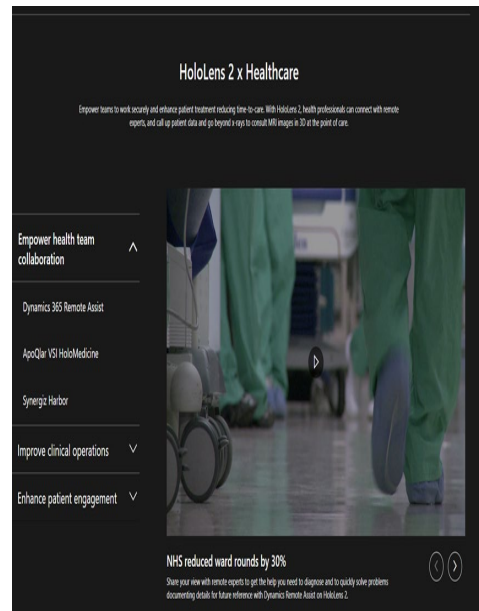 HoloLens 2 x Healthcare
Empower teams to work securely and enhance patient treatment reducing time-to-care. With HoloLens 2, health professionals can connect with remote
experts, and call up patient data and go beyond x-rays to consult MRI images in 3D at the point of care.
Empower health team
collaboration
Dynamics 365 Remote Assist
ApoQlar VSI HoloMedicine
Synergiz Harbor
Improve clinical operations
Enhance patient engagement
NHS reduced ward rounds by 30%
Share your view with remote experts to get the help you need to diagnose and to quickly solve problems
documenting details for future reference with Dynamics Remote Assist on HoloLens 2.